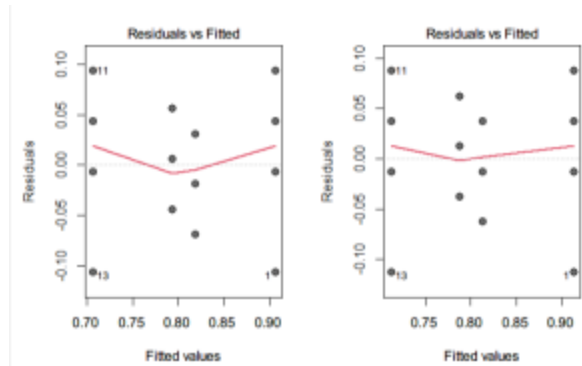 Residuals vs Fitted
Residuals
0.10
0.05
0.00
-0.05
-0.10
11
13
1
0.70 0.75 0.80 0.85 0.90
Fitted values
Residuals vs Fitted
Residuals
0.10
0.05
0.00
-0.05
-0.10
11
13
1
0.75 0.80 0.85 0.90
Fitted values